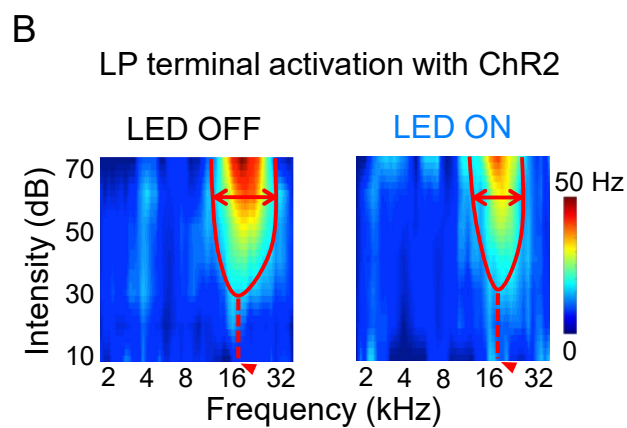 B
LP terminal activation with ChR2
LED OFF
LED ON
Intensity (dB)
70
50
30
10
2 4 8 16 32
2 4 8 16 32
Frequency (kHz)
50 Hz
0